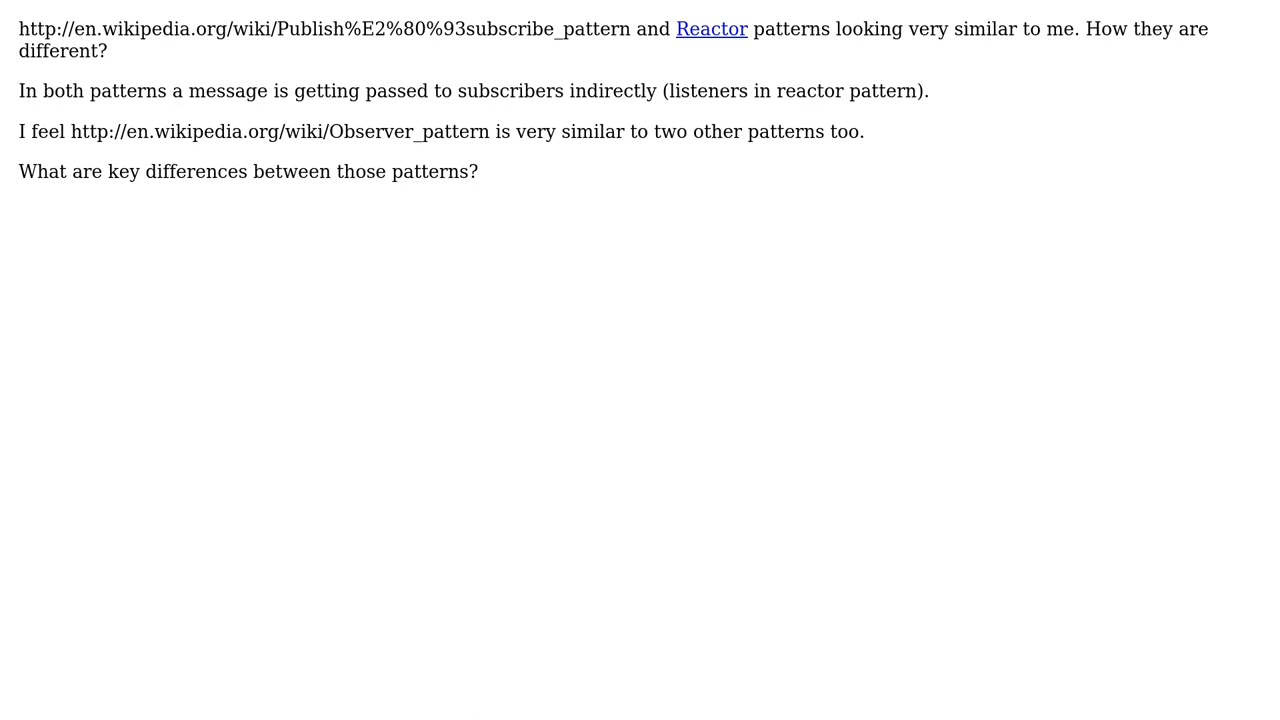 http://en.wikipedia.org/wiki/Publish%E2%80%93subscribe_pattern and Reactor patterns looking very similar to me. How they are
different?
In both patterns a message is getting passed to subscribers indirectly (listeners in reactor pattern).
I feel http://en.wikipedia.org/wiki/Observer_pattern is very similar to two other patterns too.
What are key differences between those patterns?